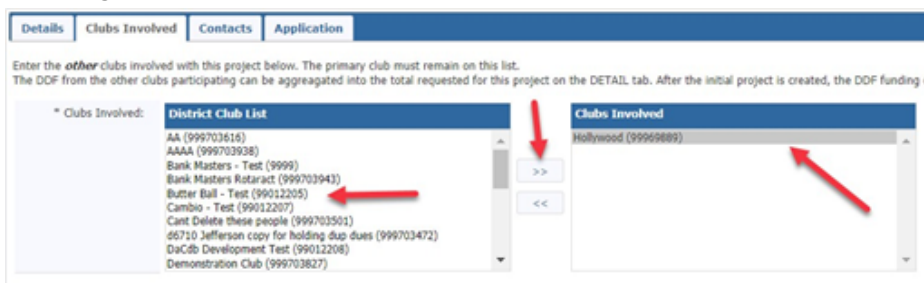 Details Clubs Involved Contacts Application
Enter the other clubs involved with this project below. The primary club must remain on this list.
The DDF from the other clubs participating can be aggreagated into the total requested for this project on the DETAIL tab. After the initial project is created, the DDF funding
* Clubs Involved:
District Club List
AA (999703616)
AAAA (999703938)
Bank Masters - Test (9999)
Bank Masters Rotaract (999703943)
Butter Ball - Test (99012205)
Cambio - Test (99012207)
Cant Delete these people (999703501)
d6710 Jefferson copy for holding dup dues (999703472)
DaCdb Development Test (99012208)
Demonstration Club (999703827)
>>
<<
Clubs Involved
Hollywood (99969889)